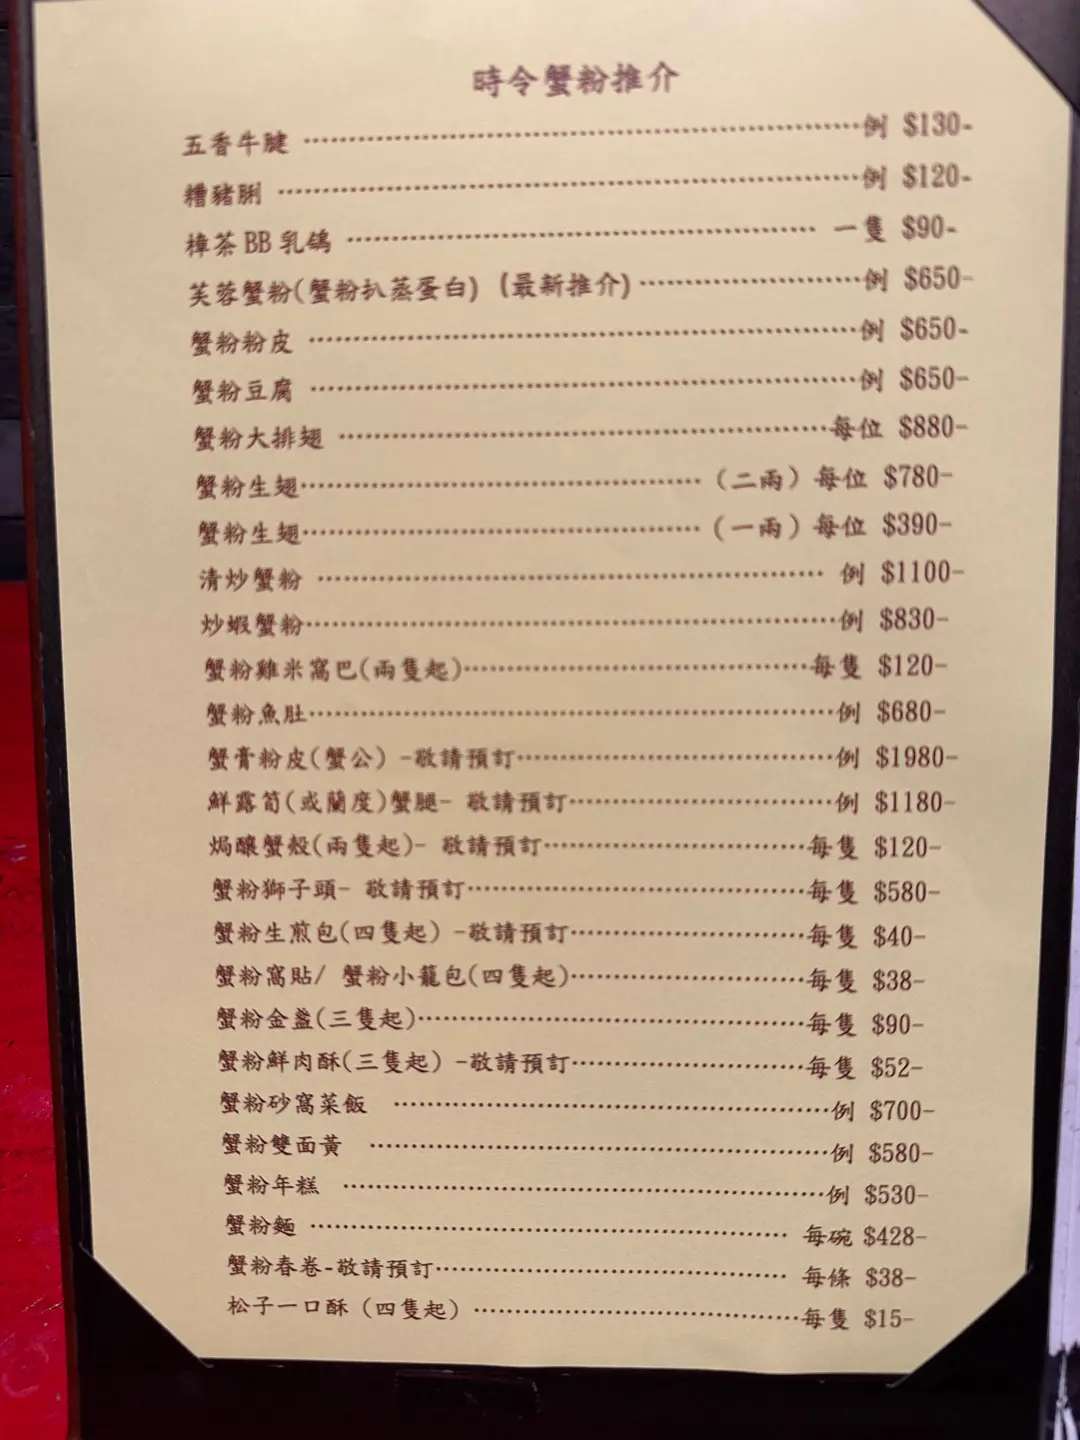 時令蟹粉推介
五香牛腱 例 $130-
糟豬脷 例 $120-
樟茶BB乳鴿 一隻 $90-
芙蓉蟹粉(蟹粉扒蒸蛋白) (最新推介) 例 $650-
蟹粉粉皮 例 $650-
蟹粉豆腐 例 $650-
蟹粉大排翅 每位 $880-
蟹粉生翅 (二兩) 每位 $780-
蟹粉生翅 (一兩) 每位 $390-
清炒蟹粉 例 $1100-
炒蝦蟹粉 例 $830-
蟹粉雞米窩巴(兩隻起) 每隻 $120-
蟹粉魚肚 例 $680-
蟹膏粉皮(蟹公) -敬請預訂 例 $1980-
鮮露筍(或蘭度)蟹腿- 敬請預訂 例 $1180-
焗釀蟹殼(兩隻起)- 敬請預訂 每隻 $120-
蟹粉獅子頭- 敬請預訂 每隻 $580-
蟹粉生煎包(四隻起) -敬請預訂 每隻 $40-
蟹粉窩貼/ 蟹粉小籠包(四隻起) 每隻 $38-
蟹粉金盞(三隻起) 每隻 $90-
蟹粉鮮肉酥(三隻起) -敬請預訂 每隻 $52-
蟹粉砂窩菜飯 例 $700-
蟹粉雙面黃 例 $580-
蟹粉年糕 例 $530-
蟹粉麵 每碗 $428-
蟹粉春卷-敬請預訂 每條 $38-
松子一口酥 (四隻起) 每隻 $15-